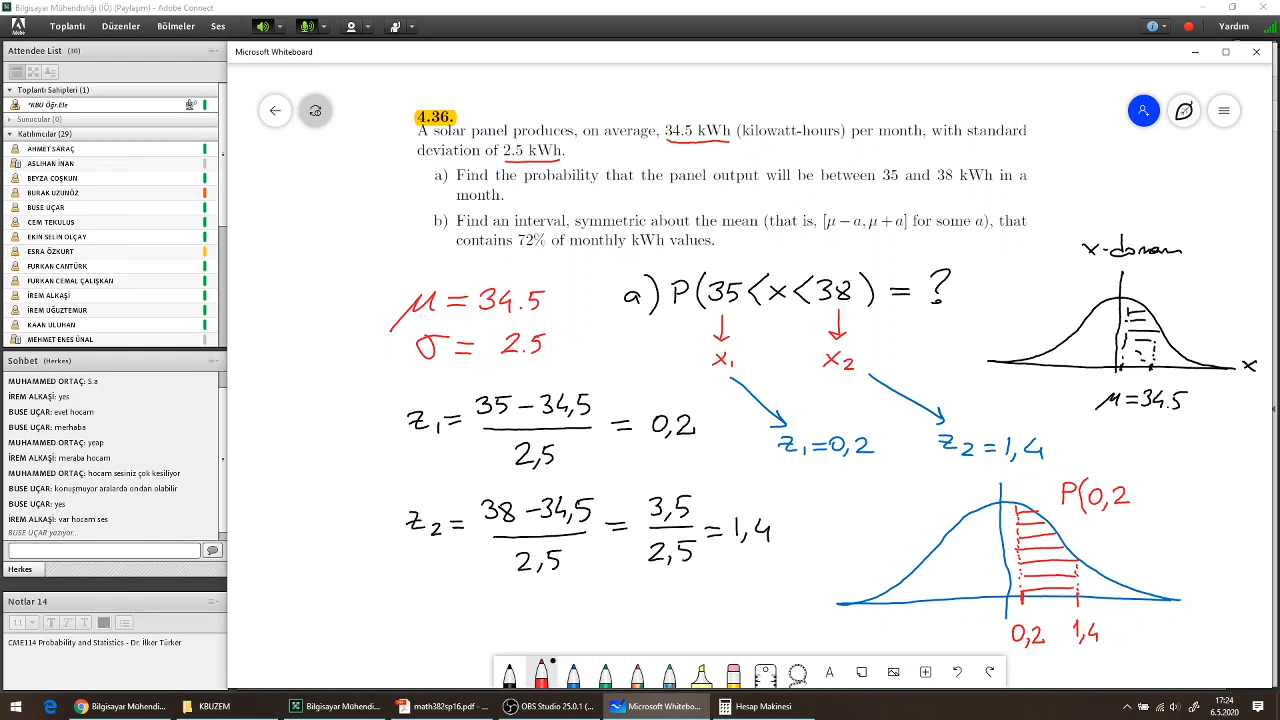 Bilgisayar Mühendisliği (İÖ) (Paylaşım) - Adobe Connect
Adobe
Toplantı Düzenler Bölmeler Ses
Yardım
Attendee List (30)
Microsoft Whiteboard
Toplantı Sahipleri (1)
*KBU Öğr.Ele
Sunucular (0)
Katılımcılar (29)
AHMET SARAÇ
ASLIHAN İNAN
BEYZA COŞKUN
BURAK UZUNÖZ
BUSE UÇAR
CEM TEKULUS
EKİN SELİN OLÇAY
ESRA ÖZKURT
FURKAN CANTÜRK
FURKAN CEMAL ÇALIŞKAN
İREM ALKAŞİ
İREM UĞUZTEMUR
KAAN ULUHAN
MEHMET ENES ÜNAL
Sohbet (Herkes)
MUHAMMED ORTAÇ: S.a
İREM ALKAŞİ: yes
BUSE UÇAR: evet hocam
BUSE UÇAR: merhaba
MUHAMMED ORTAÇ: yeap
İREM ALKAŞİ: meraba hocam
MUHAMMED ORTAÇ: hocam sesiniz çok kesiliyor
BUSE UÇAR: konuşmuyor aralarda ondan olabilir
BUSE UÇAR: yes
İREM ALKAŞİ: var hocam ses
BUSE UÇAR yazıyor...
Herkes
Notlar 14
11
CME114 Probability and Statistics - Dr. İlker Türker
4.36.
A solar panel produces, on average, 34.5 kWh (kilowatt-hours) per month, with standard
deviation of 2.5 kWh.
a) Find the probability that the panel output will be between 35 and 38 kWh in a
month.
b) Find an interval, symmetric about the mean (that is, [μ − a, μ + a] for some a), that
contains 72% of monthly kWh values.
x-domain
μ = 34.5
σ = 2.5
a) P(35<x<38) = ?
x₁ x₂
x
μ=34.5
z₁ = (35 − 34,5) / 2,5 = 0,2
z₁=0,2 z₂=1,4
z₂ = (38 − 34,5) / 2,5 = 3,5 / 2,5 = 1,4
P(0,2
0,2 1,4
Bilgisayar Mühendi...
KBUZEM
Bilgisayar Mühendi...
math382sp16.pdf - ...
OBS Studio 25.0.1 (...
Microsoft Whitebo...
Hesap Makinesi
17:24
6.5.2020